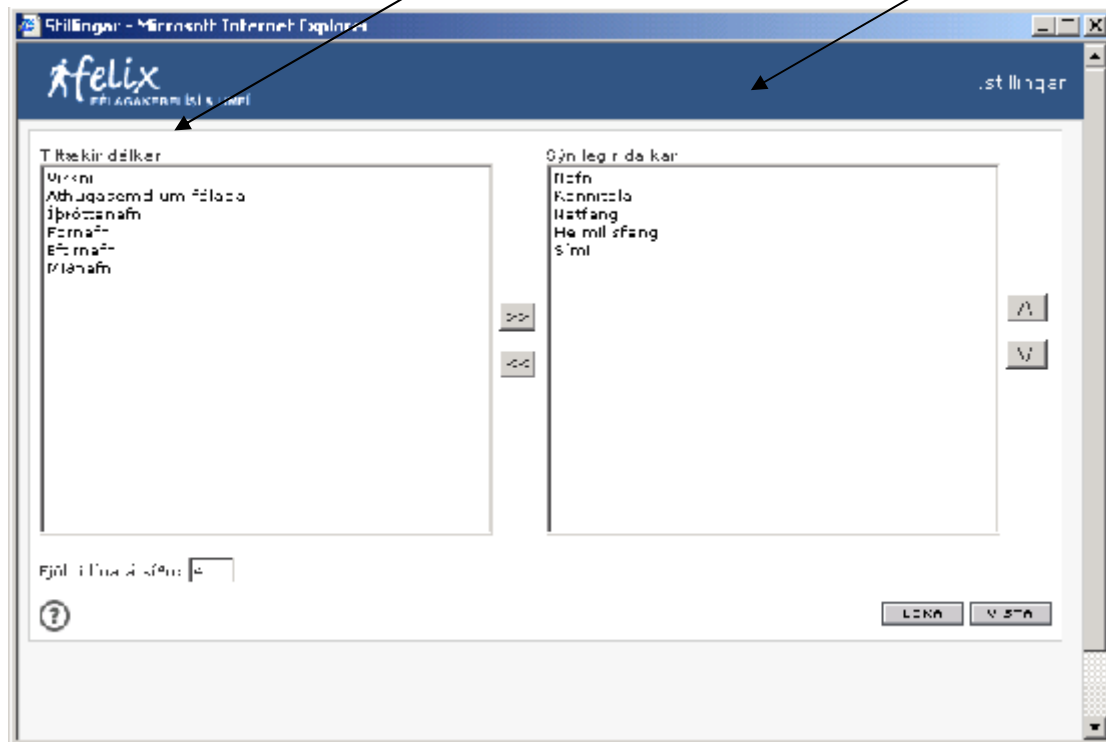 Stillingar - Microsoft Internet Explorer
felix
FÉLAGAKERFI ÍSÍ & UMFÍ
.stillingar
Tiltækir dálkar
Sýnilegir dálkar
Virkni
Athugasemd um félaga
Íþróttanafn
Fornafn
Eftirnafn
Millinafn
Nafn
Kennitala
Netfang
Heimilisfang
Sími
>>
<<
/\
\/
Fjöldi lína á síðu:
?
LOKA
VISTA